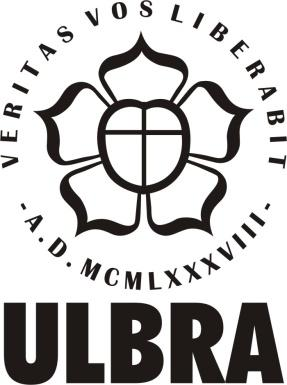 VERITAS VOS LIBERABIT
- A.D. MCMLXXXVIII -
ULBRA